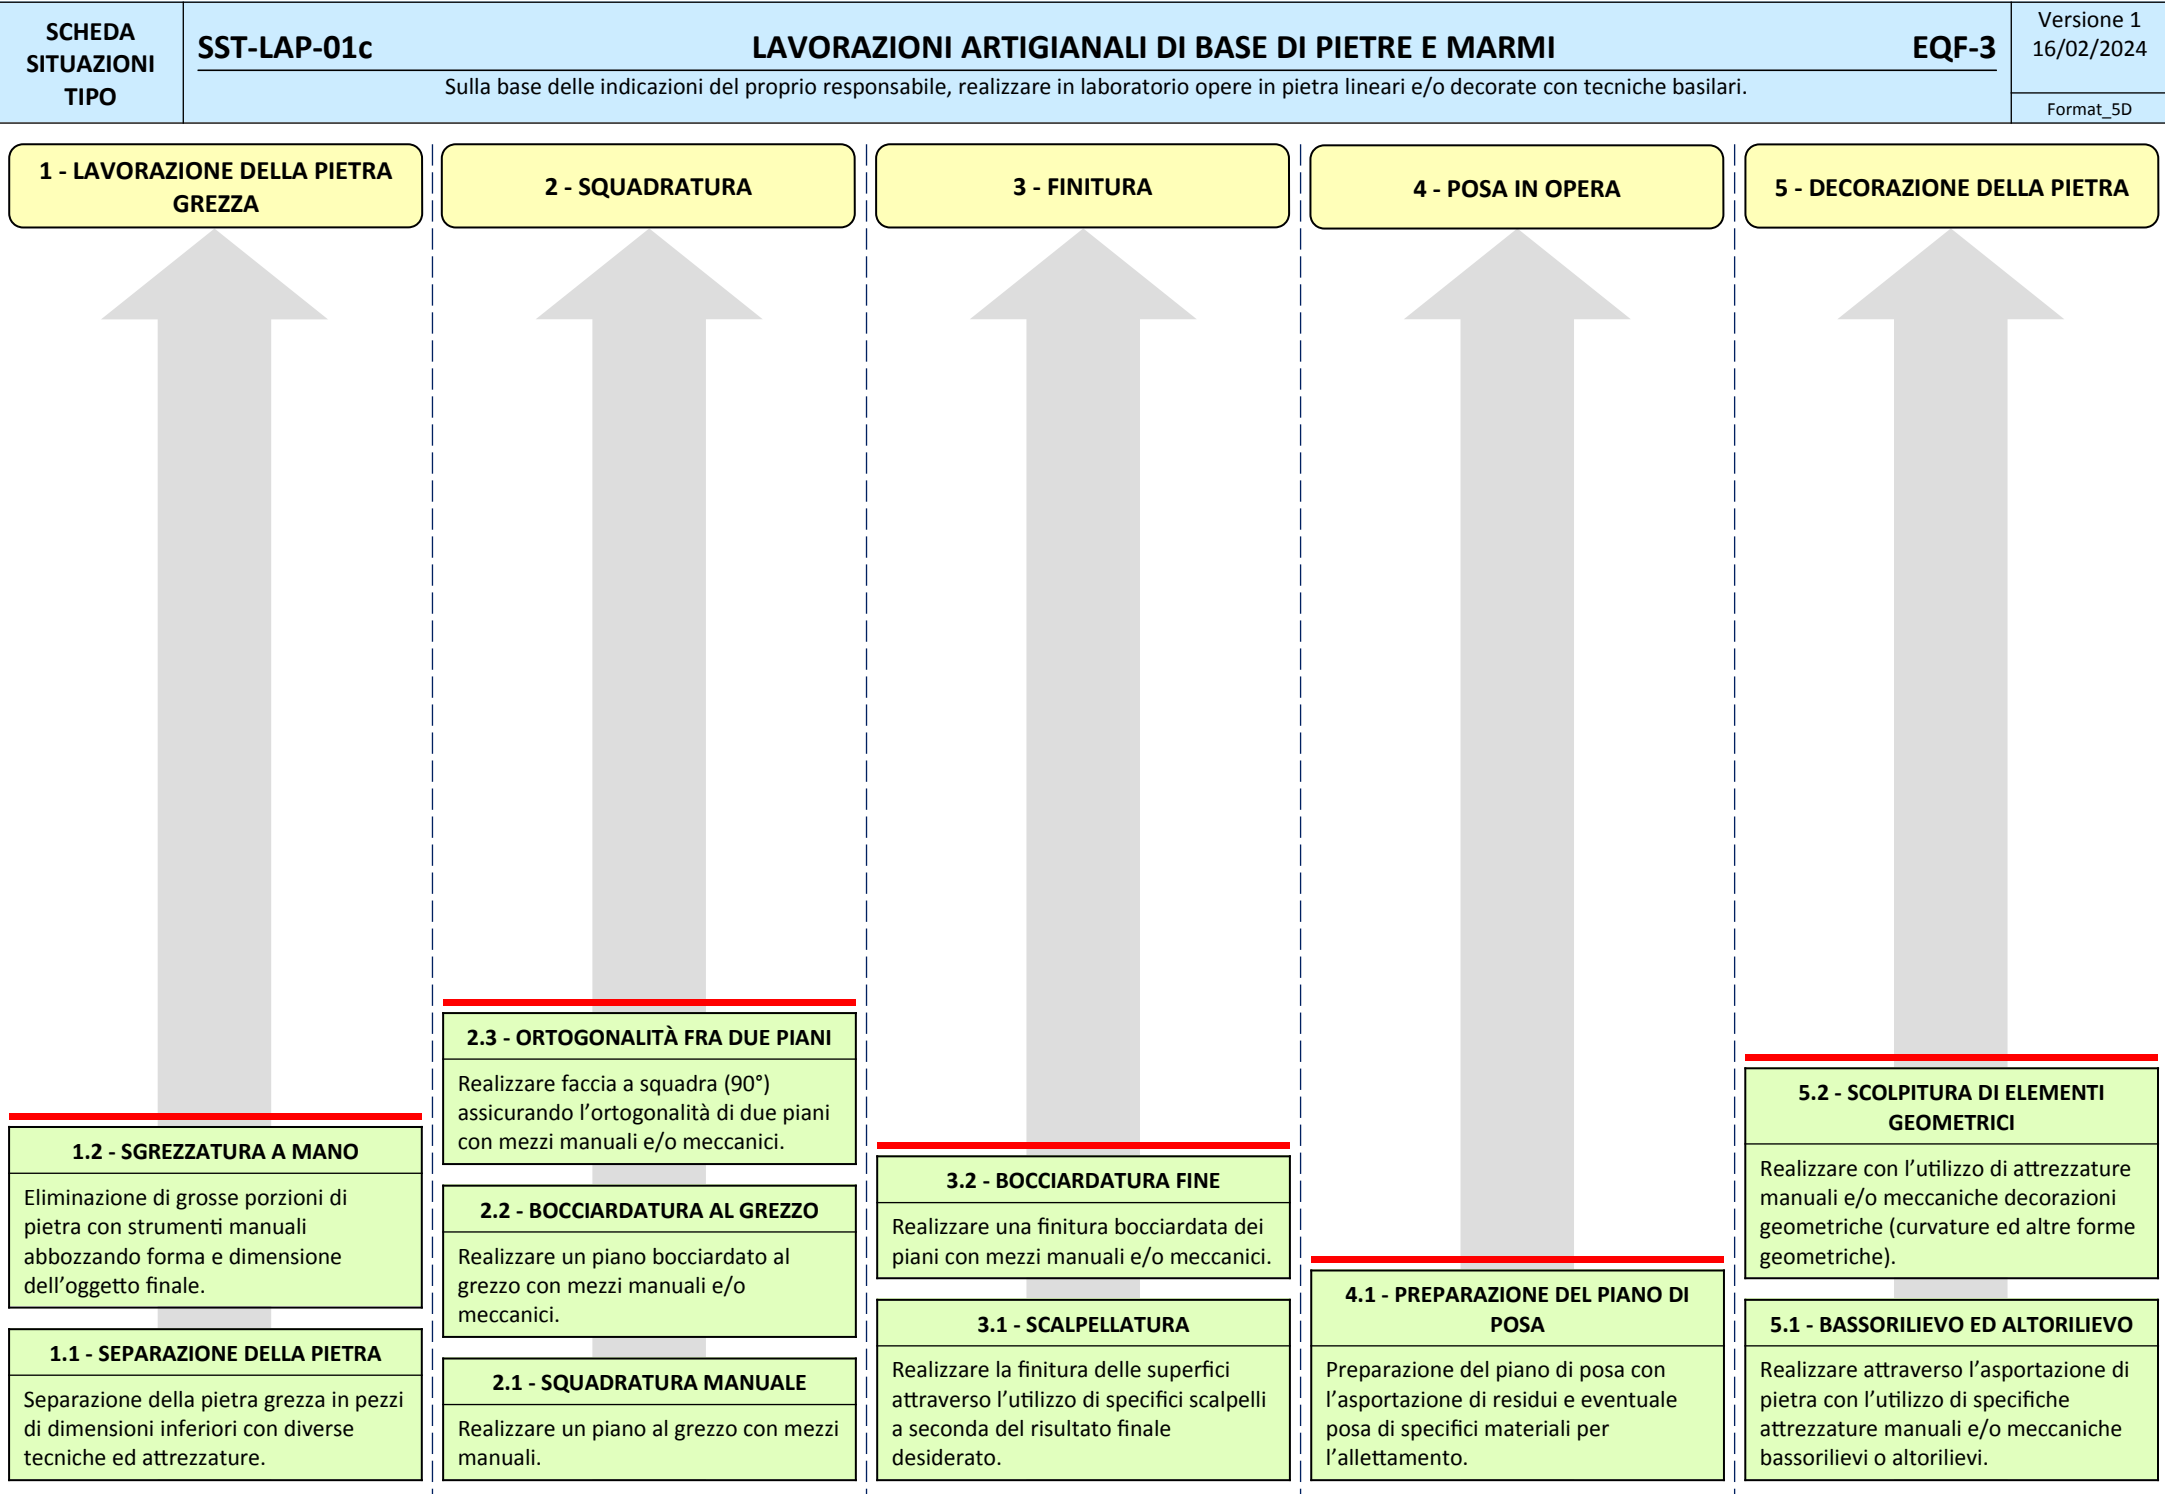 SCHEDA
SITUAZIONI
TIPO
SST-LAP-01c
LAVORAZIONI ARTIGIANALI DI BASE DI PIETRE E MARMI
EQF-3
Sulla base delle indicazioni del proprio responsabile, realizzare in laboratorio opere in pietra lineari e/o decorate con tecniche basilari.
Versione 1
16/02/2024
Format_5D
1 - LAVORAZIONE DELLA PIETRA
GREZZA
2 - SQUADRATURA
3 - FINITURA
4 - POSA IN OPERA
5 - DECORAZIONE DELLA PIETRA
1.2 - SGREZZATURA A MANO
Eliminazione di grosse porzioni di
pietra con strumenti manuali
abbozzando forma e dimensione
dell’oggetto finale.
1.1 - SEPARAZIONE DELLA PIETRA
Separazione della pietra grezza in pezzi
di dimensioni inferiori con diverse
tecniche ed attrezzature.
2.3 - ORTOGONALITÀ FRA DUE PIANI
Realizzare faccia a squadra (90°)
assicurando l’ortogonalità di due piani
con mezzi manuali e/o meccanici.
2.2 - BOCCIARDATURA AL GREZZO
Realizzare un piano bocciardato al
grezzo con mezzi manuali e/o
meccanici.
2.1 - SQUADRATURA MANUALE
Realizzare un piano al grezzo con mezzi
manuali.
3.2 - BOCCIARDATURA FINE
Realizzare una finitura bocciardata dei
piani con mezzi manuali e/o meccanici.
3.1 - SCALPELLATURA
Realizzare la finitura delle superfici
attraverso l’utilizzo di specifici scalpelli
a seconda del risultato finale
desiderato.
4.1 - PREPARAZIONE DEL PIANO DI
POSA
Preparazione del piano di posa con
l’asportazione di residui e eventuale
posa di specifici materiali per
l’allettamento.
5.2 - SCOLPITURA DI ELEMENTI
GEOMETRICI
Realizzare con l’utilizzo di attrezzature
manuali e/o meccaniche decorazioni
geometriche (curvature ed altre forme
geometriche).
5.1 - BASSORILIEVO ED ALTORILIEVO
Realizzare attraverso l’asportazione di
pietra con l’utilizzo di specifiche
attrezzature manuali e/o meccaniche
bassorilievi o altorilievi.